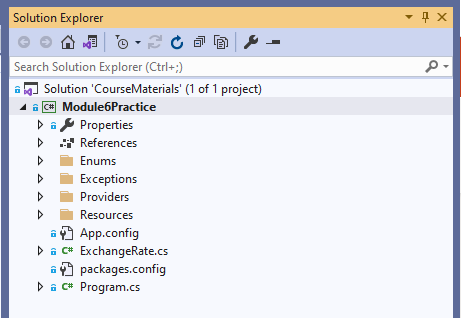 Solution Explorer
Search Solution Explorer (Ctrl+;)
Solution 'CourseMaterials' (1 of 1 project)
C# Module6Practice
Properties
References
Enums
Exceptions
Providers
Resources
App.config
C# ExchangeRate.cs
packages.config
C# Program.cs